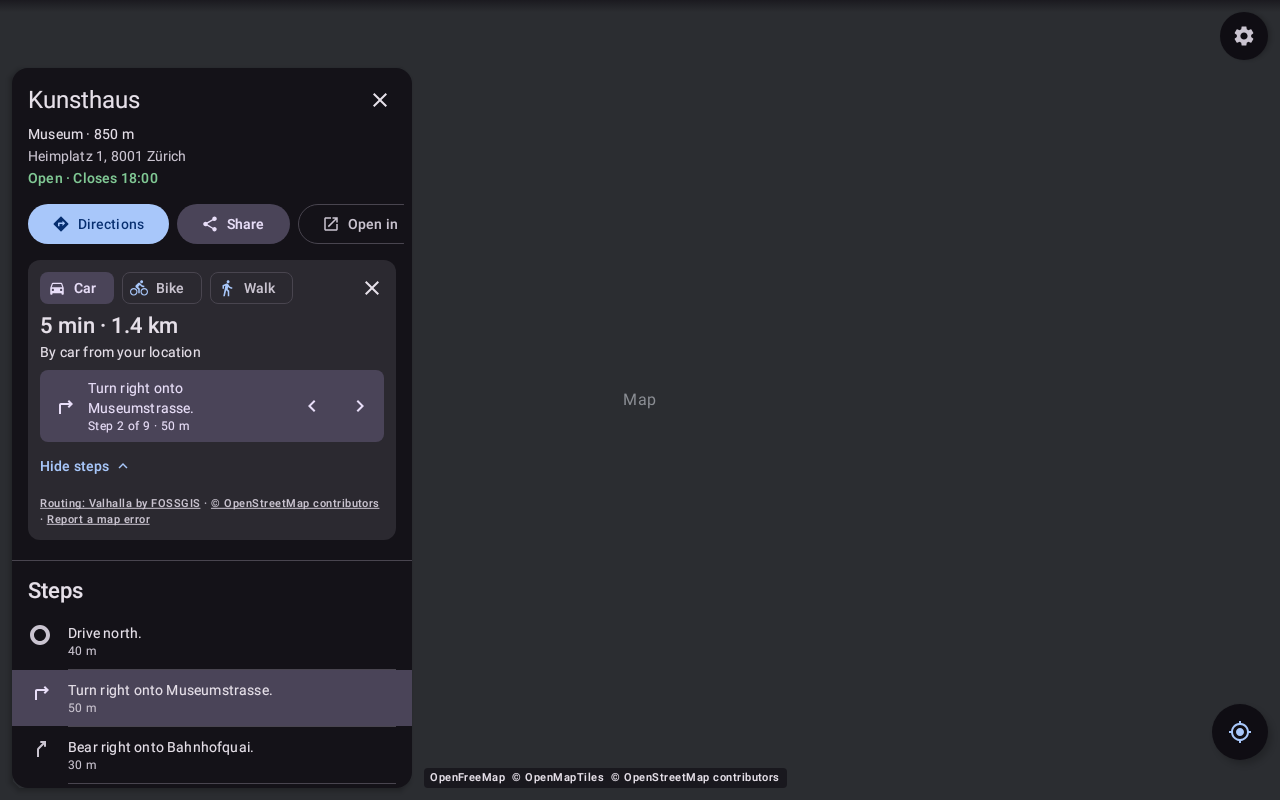 Kunsthaus
Museum · 850 m
Heimplatz 1, 8001 Zürich
Open · Closes 18:00
Directions
Share
Open in
Car
Bike
Walk
5 min · 1.4 km
By car from your location
Turn right onto
Museumstrasse.
Step 2 of 9 · 50 m
Hide steps
Routing: Valhalla by FOSSGIS · © OpenStreetMap contributors
· Report a map error
Steps
Drive north.
40 m
Turn right onto Museumstrasse.
50 m
Bear right onto Bahnhofquai.
30 m
Map
OpenFreeMap © OpenMapTiles © OpenStreetMap contributors